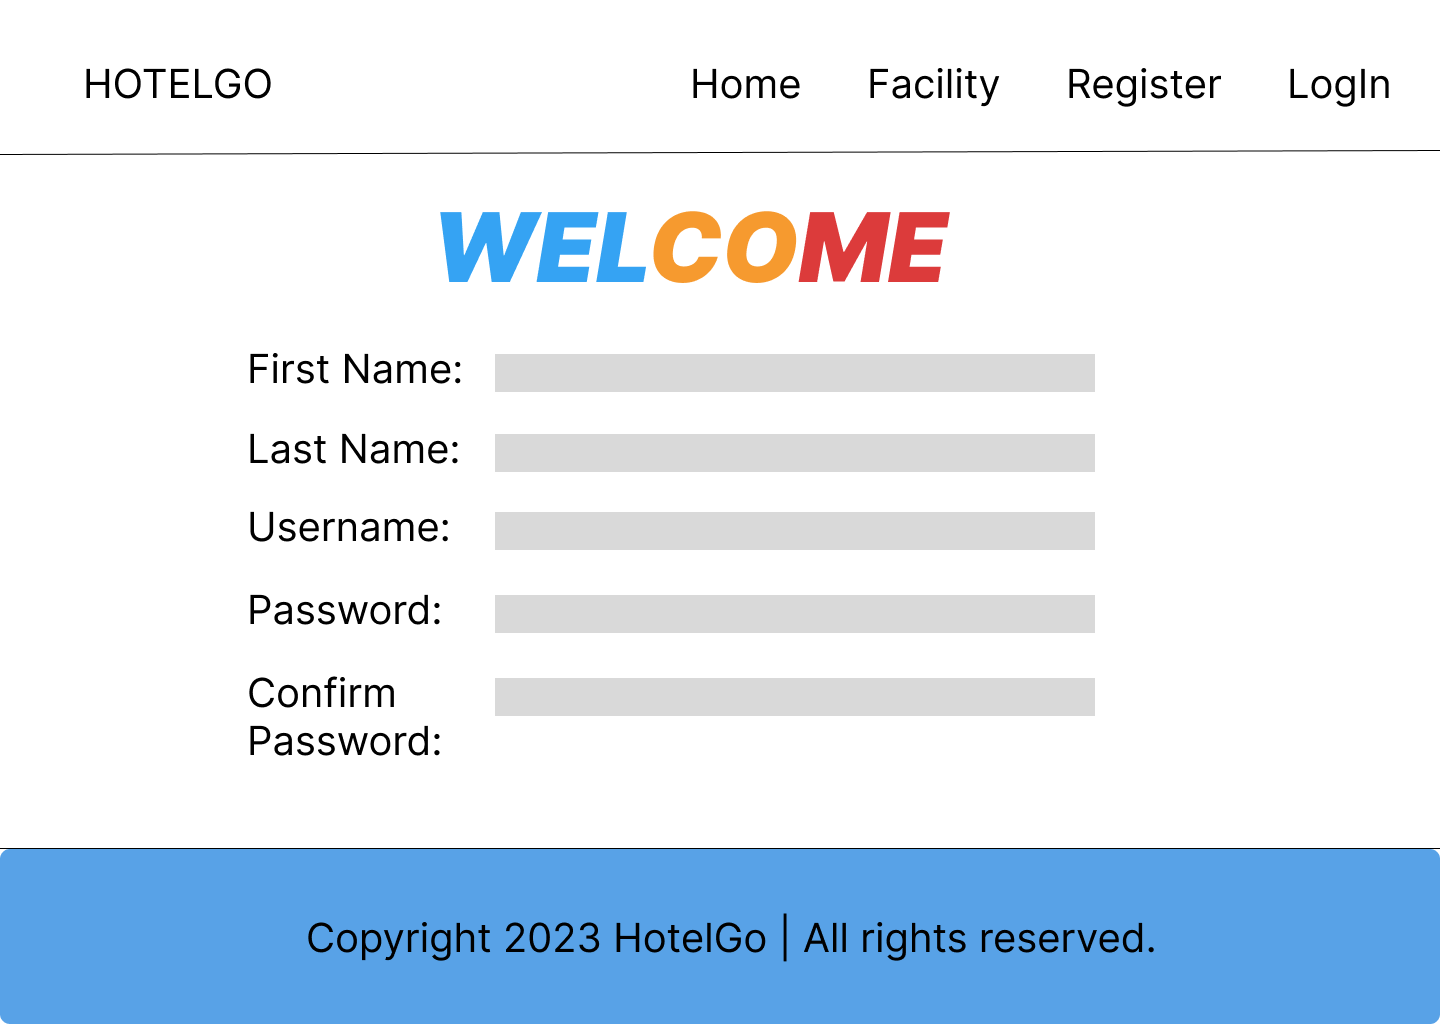 HOTELGO Home Facility Register LogIn
WELCOME
First Name:
Last Name:
Username:
Password:
Confirm
Password:
Copyright 2023 HotelGo | All rights reserved.